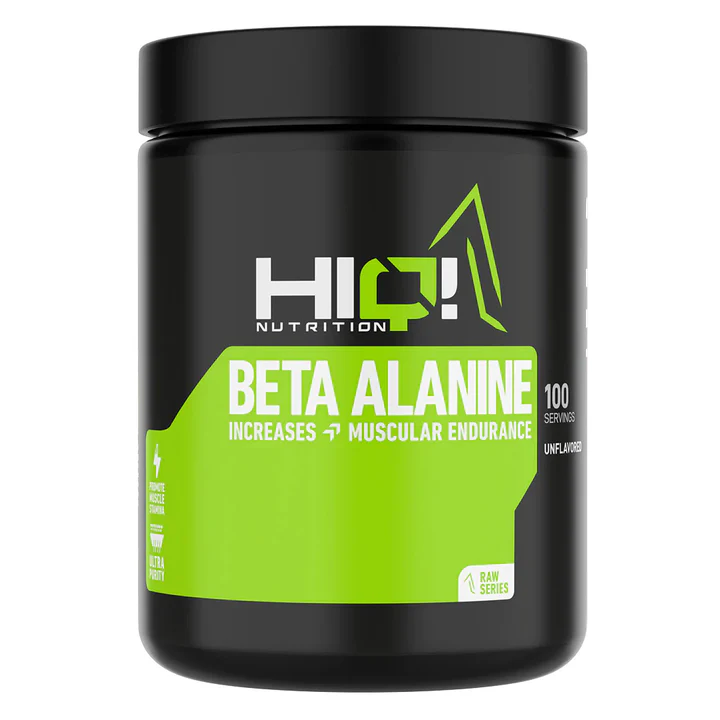 HIQ!
NUTRITION
BETA ALANINE
INCREASES MUSCULAR ENDURANCE
100
SERVINGS
UNFLAVORED
PROMOTE
MUSCLE
STAMINA
ULTRA
PURITY
RAW
SERIES